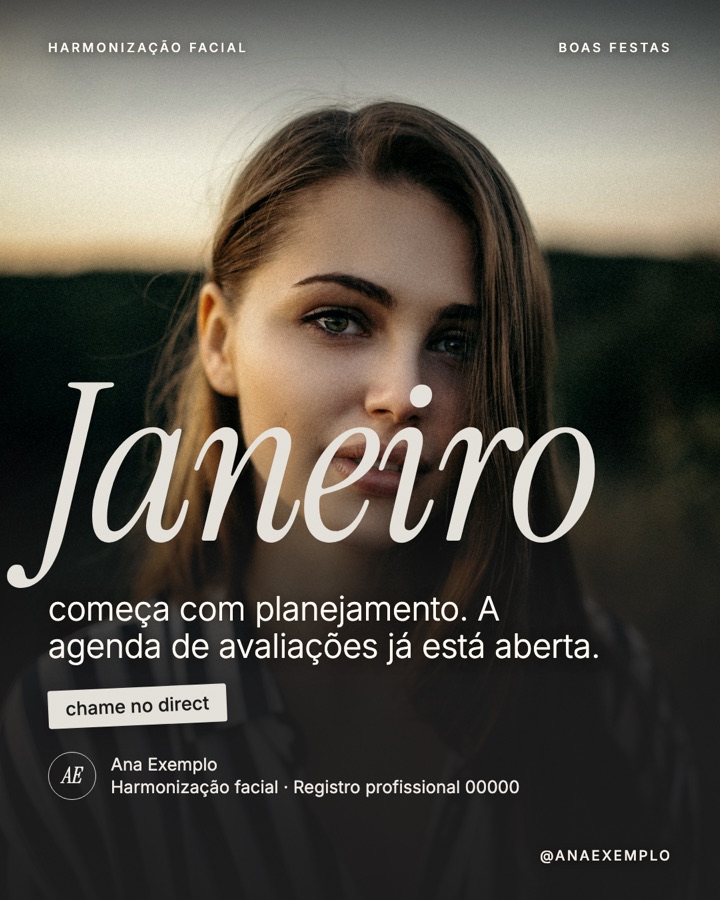 HARMONIZAÇÃO FACIAL
BOAS FESTAS
Janeiro
começa com planejamento. A
agenda de avaliações já está aberta.
chame no direct
AE
Ana Exemplo
Harmonização facial · Registro profissional 00000
@ANAEXEMPLO